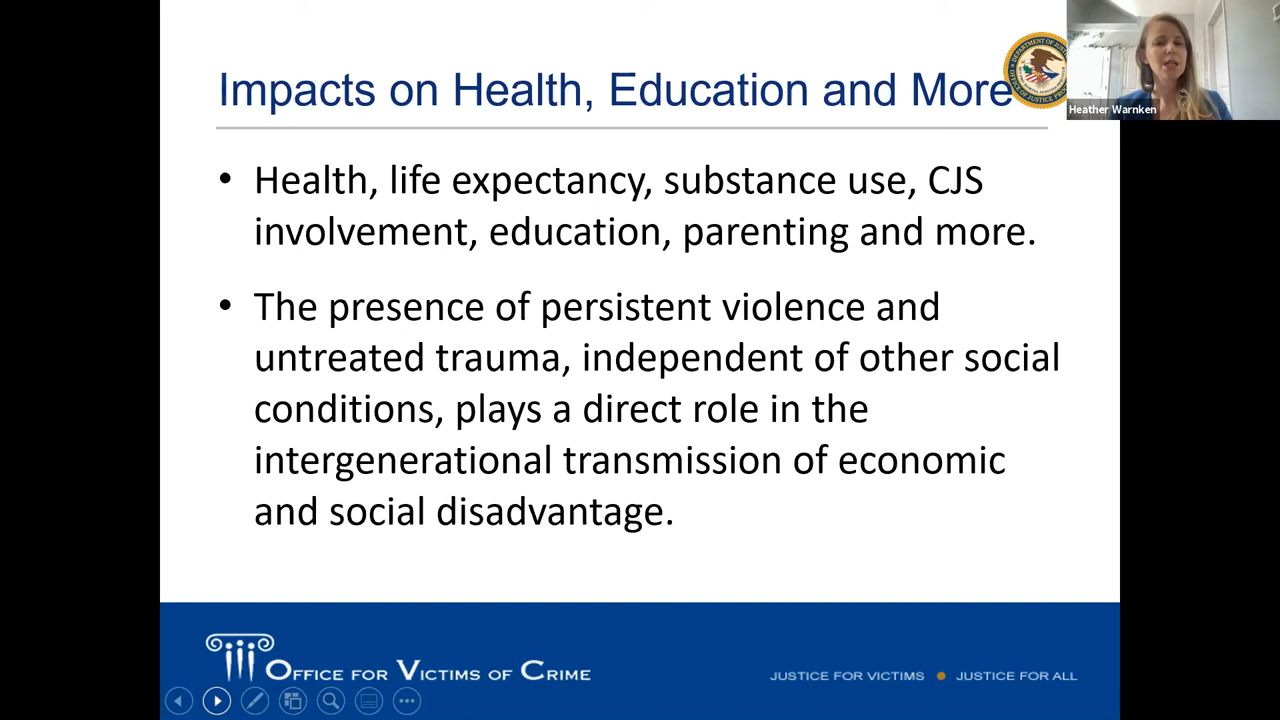 Impacts on Health, Education and More
Heather Warnken
• Health, life expectancy, substance use, CJS
involvement, education, parenting and more.
• The presence of persistent violence and
untreated trauma, independent of other social
conditions, plays a direct role in the
intergenerational transmission of economic
and social disadvantage.
OFFICE FOR VICTIMS OF CRIME
JUSTICE FOR VICTIMS • JUSTICE FOR ALL